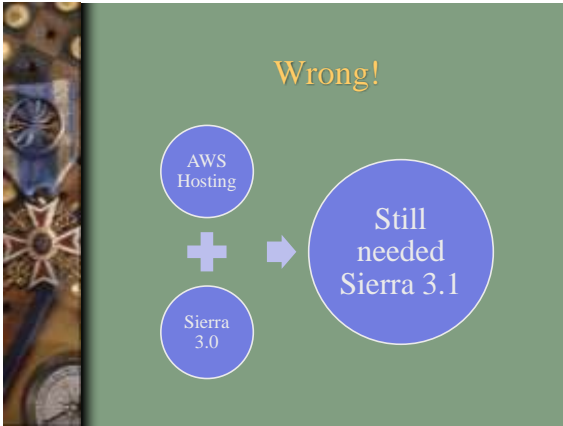 Wrong!
AWS
Hosting
Sierra
3.0
Still
needed
Sierra 3.1